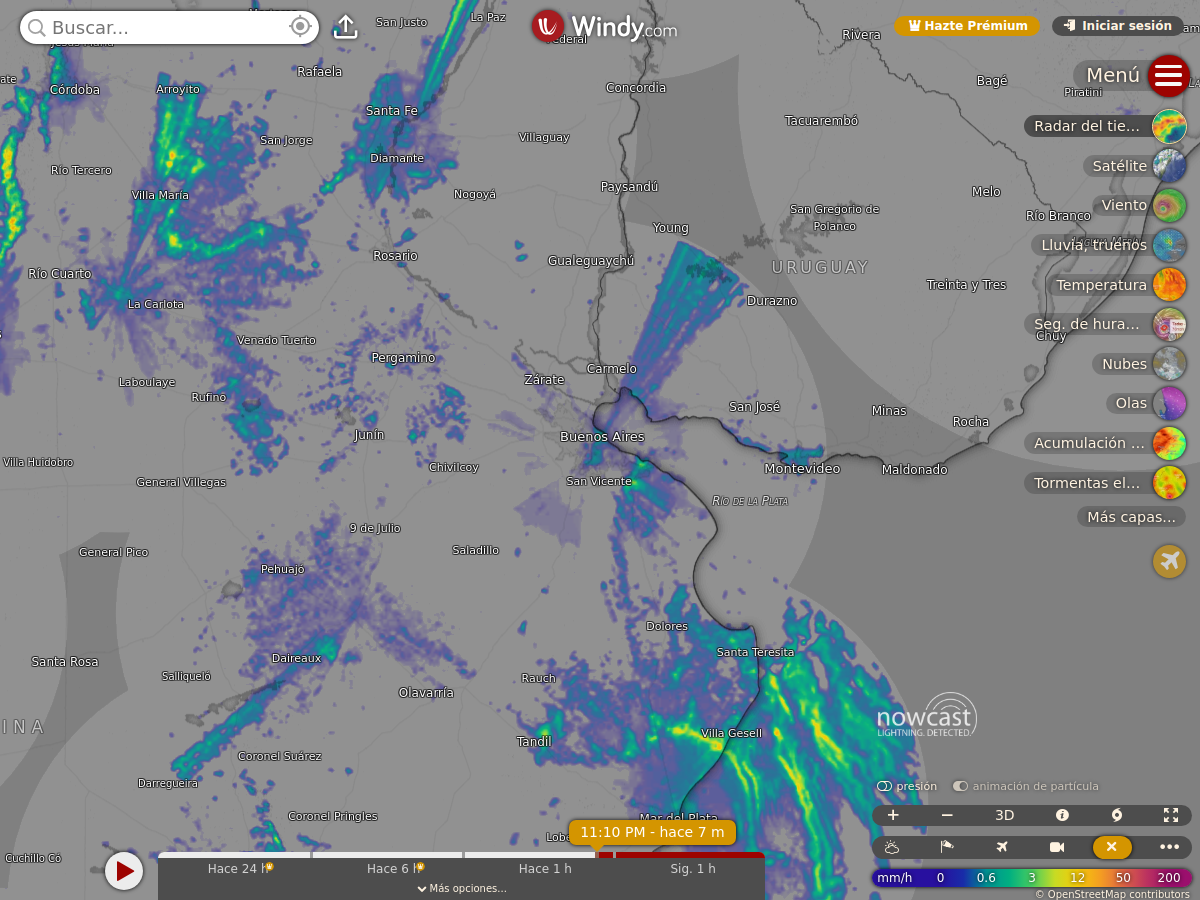 Buscar...
San Justo
La Paz
Federal
Windy.com
Rivera
Hazte Prémium
Iniciar sesión
Jesús María
Rafaela
Córdoba
Arroyito
Concordia
Bagé
Menú
Piratini
Santa Fe
Tacuarembó
Radar del tie...
San Jorge
Villaguay
Diamante
Río Tercero
Satélite
Villa María
Nogoyá
Paysandú
Melo
San Gregorio de
Polanco
Viento
Río Branco
Young
Lluvia, truenos
Rosario
Gualeguaychú
URUGUAY
Río Cuarto
Treinta y Tres
Temperatura
La Carlota
Durazno
Seg. de hura...
Chuy
Venado Tuerto
Pergamino
Nubes
Carmelo
Laboulaye
Zárate
Rufino
San José
Minas
Olas
Rocha
Junín
Buenos Aires
Acumulación ...
Villa Huidobro
Chivilcoy
Montevideo
Maldonado
General Villegas
San Vicente
Tormentas el...
Río de la Plata
Más capas...
9 de Julio
General Pico
Saladillo
Pehuajó
Dolores
Santa Rosa
Daireaux
Santa Teresita
Salliqueló
Rauch
Olavarría
INA
nowcast
LIGHTNING. DETECTED.
Villa Gesell
Tandil
Coronel Suárez
Darregueira
presión
animación de partícula
Coronel Pringles
Mar del Plata
+ − 3D
11:10 PM - hace 7 m
Lobe
Cuchillo Có
Hace 24 h
Hace 6 h
Hace 1 h
Sig. 1 h
mm/h 0 0.6 3 12 50 200
Más opciones...
© OpenStreetMap contributors